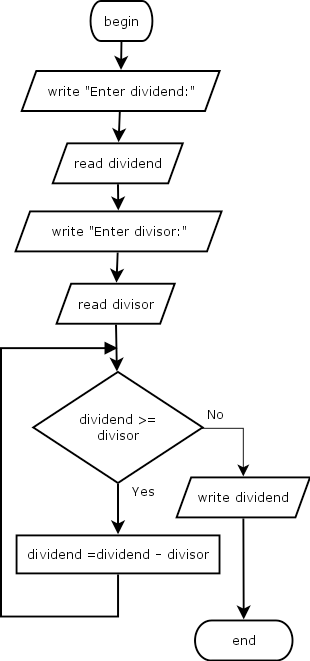 begin
write "Enter dividend:"
read dividend
write "Enter divisor:"
read divisor
dividend >=
divisor
No
Yes
write dividend
dividend =dividend - divisor
end